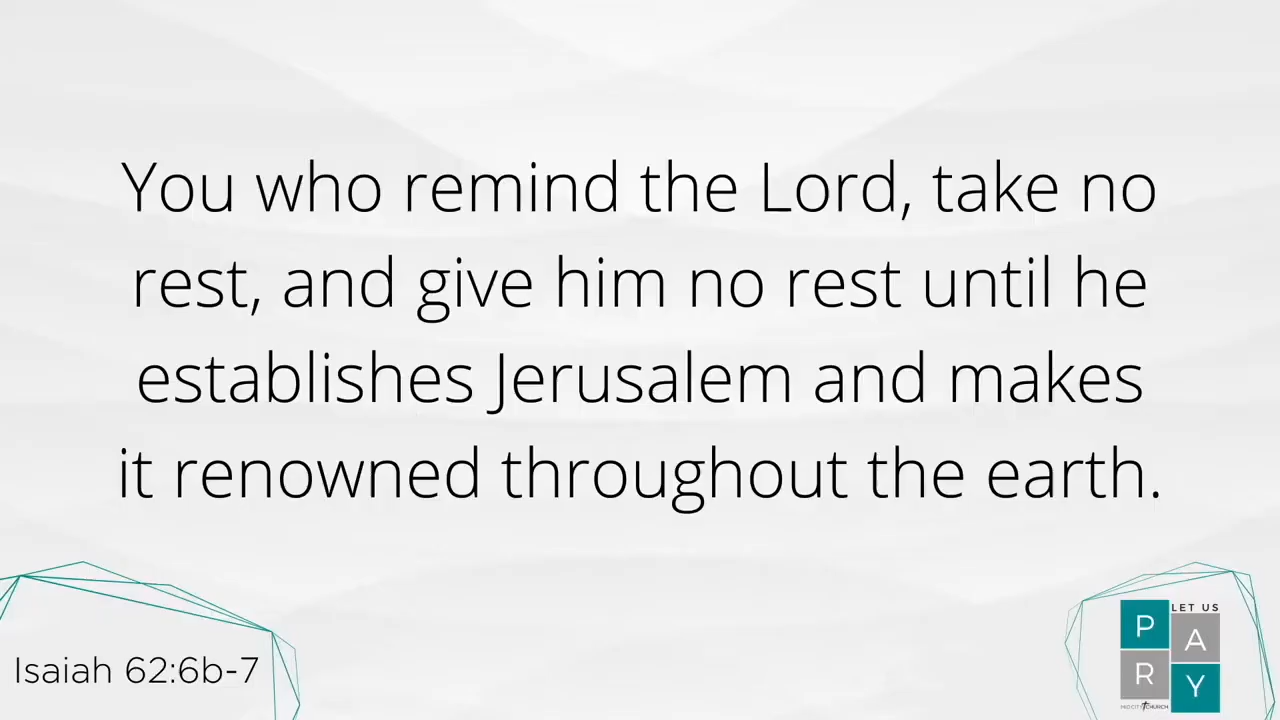 You who remind the Lord, take no
rest, and give him no rest until he
establishes Jerusalem and makes
it renowned throughout the earth.
Isaiah 62:6b-7
LET US
P A
R Y
CHURCH